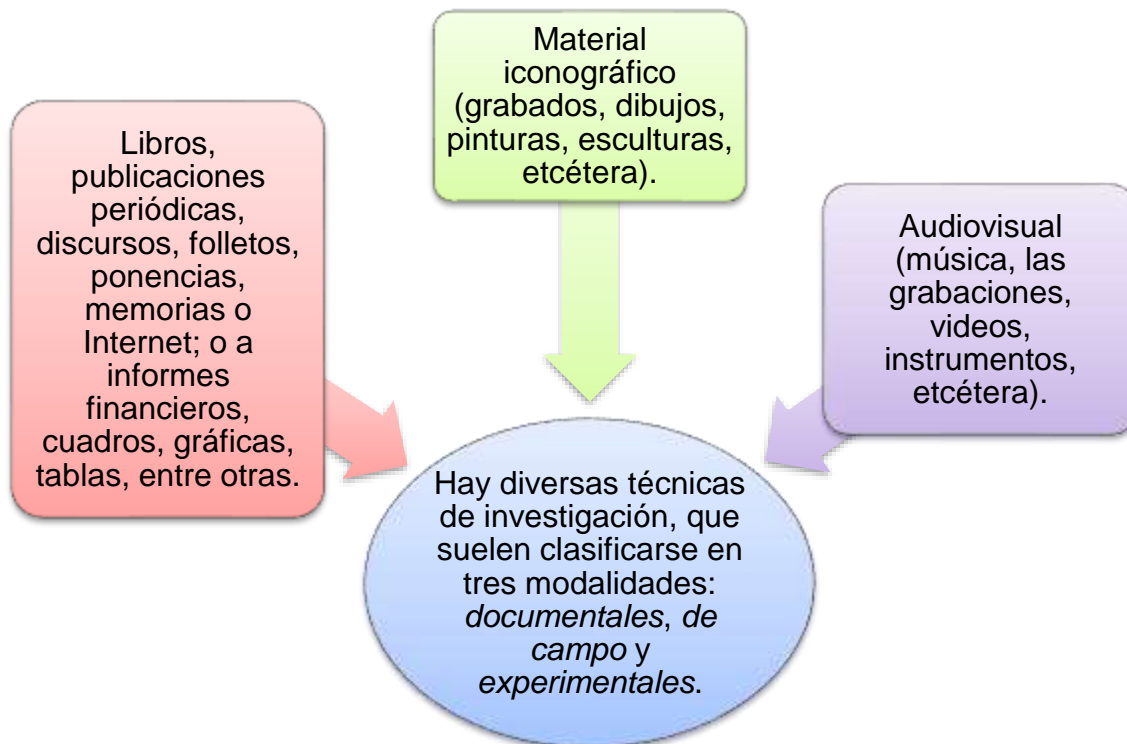 Material
iconográfico
(grabados, dibujos,
pinturas, esculturas,
etcétera).
Libros,
publicaciones
periódicas,
discursos, folletos,
ponencias,
memorias o
Internet; o a
informes
financieros,
cuadros, gráficas,
tablas, entre otras.
Audiovisual
(música, las
grabaciones,
videos,
instrumentos,
etcétera).
Hay diversas técnicas
de investigación, que
suelen clasificarse en
tres modalidades:
documentales, de
campo y
experimentales.